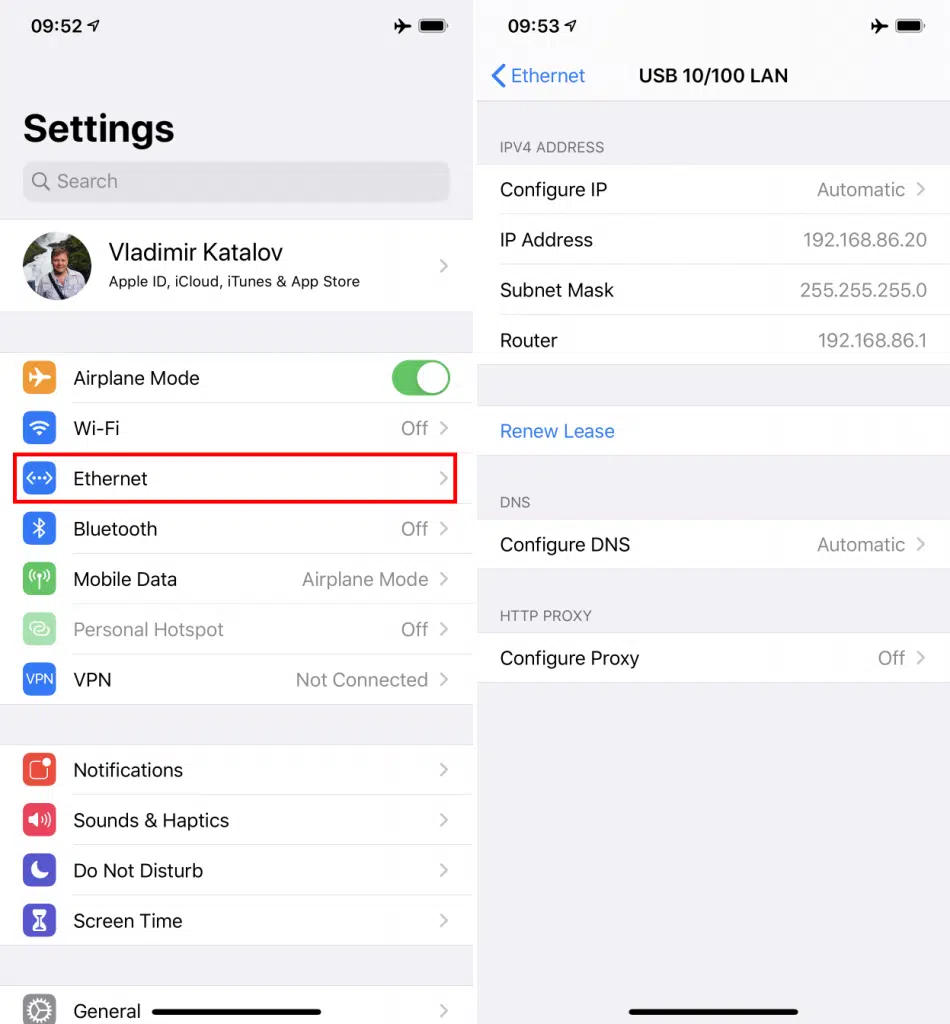 09:52
Settings
Search
Vladimir Katalov
Apple ID, iCloud, iTunes & App Store
Airplane Mode
Wi-Fi Off
Ethernet
Bluetooth Off
Mobile Data Airplane Mode
Personal Hotspot Off
VPN VPN Not Connected
Notifications
Sounds & Haptics
Do Not Disturb
Screen Time
General
09:53
Ethernet USB 10/100 LAN
IPV4 ADDRESS
Configure IP Automatic
IP Address 192.168.86.20
Subnet Mask 255.255.255.0
Router 192.168.86.1
Renew Lease
DNS
Configure DNS Automatic
HTTP PROXY
Configure Proxy Off